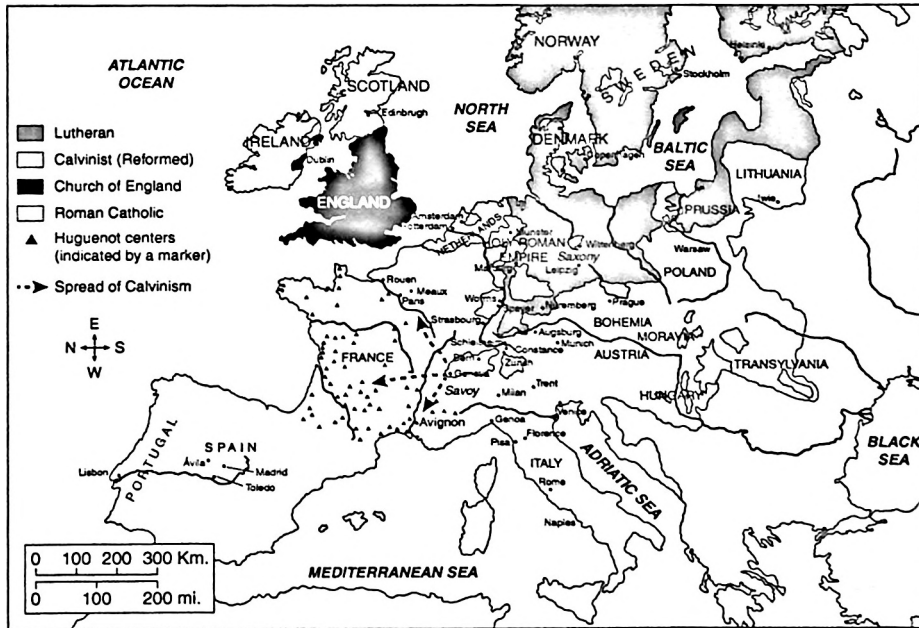 ATLANTIC
OCEAN
NORWAY
SWEDEN
Helsinki
Stockholm
SCOTLAND
Edinbrugh
NORTH
SEA
IRELAND
Dublin
DENMARK
Copenhagen
BALTIC
SEA
LITHUANIA
Lutheran
Calvinist (Reformed)
Church of England
Roman Catholic
Huguenot centers
(indicated by a marker)
Spread of Calvinism
ENGLAND
Amsterdam
Rotterdam
NETHERLANDS
Munster
HOLY ROMAN
EMPIRE
Saxony
Wittenberg
Leipzig
PRUSSIA
Warsaw
POLAND
Rouen
Meaux
Paris
Worms
Speyer
Nuremberg
Prague
Strasbourg
BOHEMIA
Augsburg
Munich
MORAVIA
E
N
S
W
FRANCE
Constance
AUSTRIA
Bern
Zurich
Geneva
TRANSYLVANIA
HUNGARY
Savoy
Milan
Trent
Avignon
Genoa
Venice
Pisa
Florence
BLACK
SEA
PORTUGAL
SPAIN
Ávila
Madrid
Lisbon
Toledo
ITALY
Rome
ADRIATIC SEA
Naples
0 100 200 300 Km.
0 100 200 mi.
MEDITERRANEAN SEA